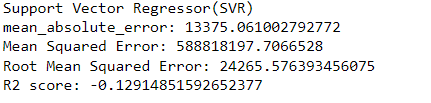 Support Vector Regressor(SVR)
mean_absolute_error: 13375.061002792772
Mean Squared Error: 588818197.7066528
Root Mean Squared Error: 24265.576393456075
R2 score: -0.12914851592652377